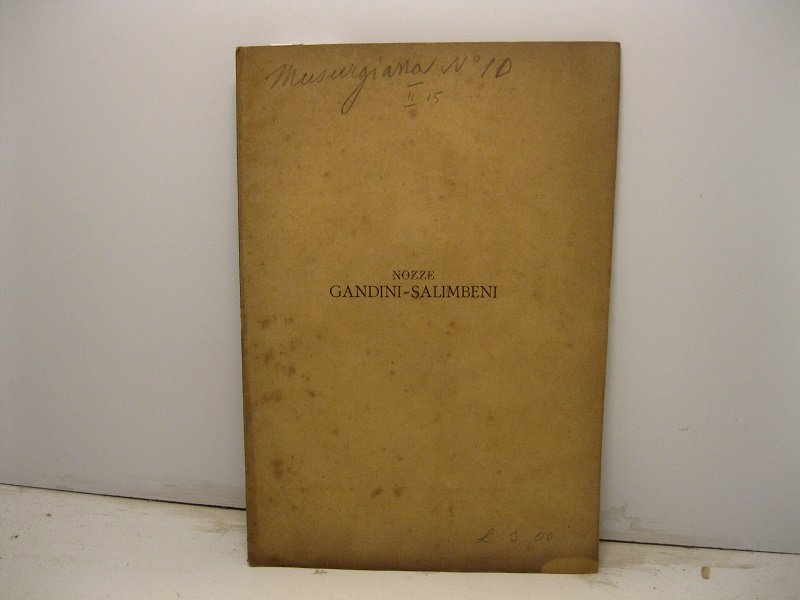 Musurgiana N° 10
II 15
NOZZE
GANDINI-SALIMBENI
£ 3.00